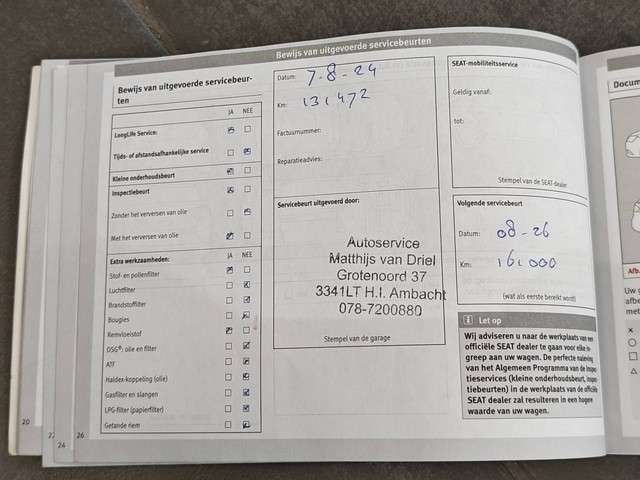 Bewijs van uitgevoerde servicebeurten
Bewijs van uitgevoerde servicebeur-
ten
JA NEE
LongLife Service:
Tijds- of afstandsafhankelijke service
Kleine onderhoudsbeurt
Inspectiebeurt
Zonder het verversen van olie
Met het verversen van olie
Extra werkzaamheden:
JA NEE
Stof- en pollenfilter
Luchtfilter
Brandstoffilter
Bougies
Remvloeistof
DSG®: olie en filter
ATF
Haldex-koppeling (olie)
Gasfilter en slangen
LPG-filter (papierfilter)
Getande riem
Datum: 7-8-24
Km: 131472
Factuurnummer:
Reparatieadvies:
Servicebeurt uitgevoerd door:
Autoservice
Matthijs van Driel
Grotenoord 37
3341LT H.I. Ambacht
078-7200880
Stempel van de garage
SEAT-mobiliteitsservice
Geldig vanaf:
tot:
Stempel van de SEAT-dealer
Volgende servicebeurt
Datum: 08-26
Km: 161000
(wat als eerste bereikt wordt)
Let op
Wij adviseren u naar de werkplaats van een
officiële SEAT dealer te gaan voor elke in-
greep aan uw wagen. De perfecte naleving
van het Algemeen Programma van de Inspec-
tieservices (kleine onderhoudsbeurt, inspec-
tiebeurten) in de werkplaats van de officiële
SEAT dealer zal resulteren in een hogere
waarde van uw wagen.
20
24
26
Docum
Afb.
Uw